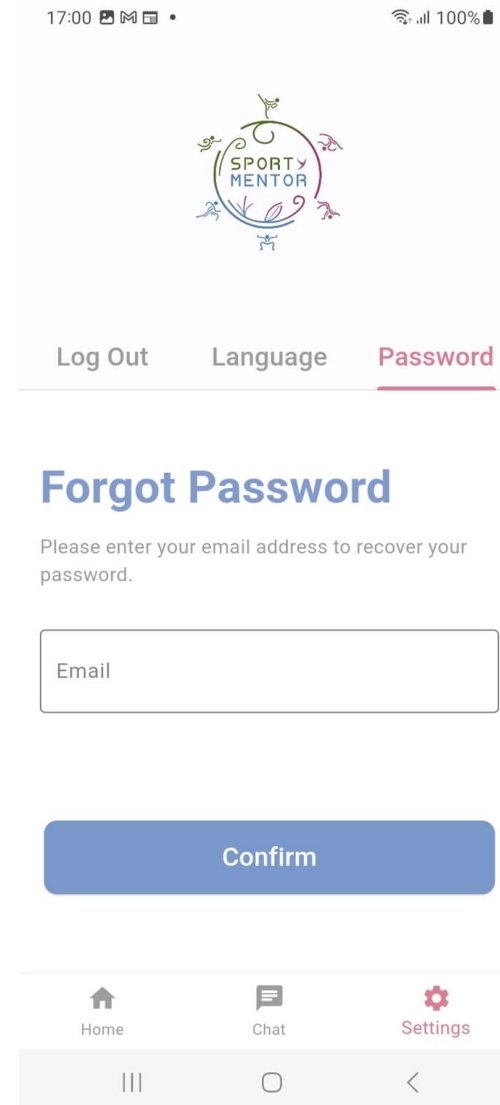 17:00
100%
SPORTY
MENTOR
Log Out Language Password
Forgot Password
Please enter your email address to recover your
password.
Email
Confirm
Home Chat Settings